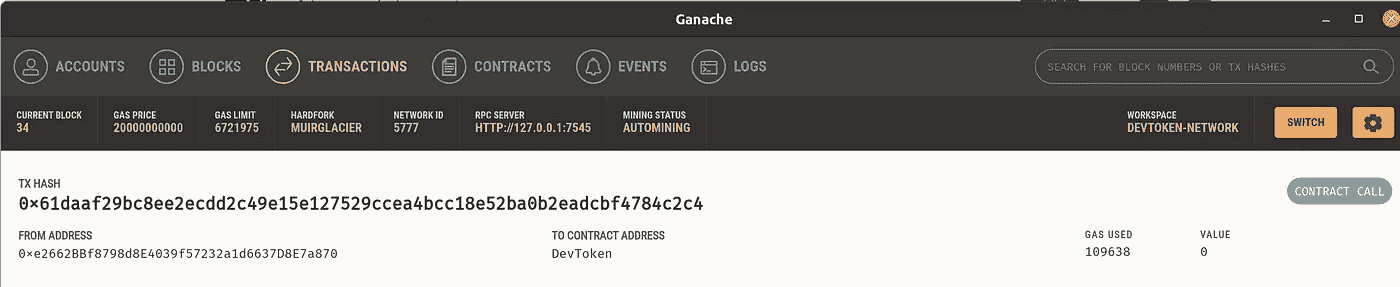 Ganache
ACCOUNTS BLOCKS TRANSACTIONS CONTRACTS EVENTS LOGS SEARCH FOR BLOCK NUMBERS OR TX HASHES
CURRENT BLOCK GAS PRICE GAS LIMIT HARDFORK NETWORK ID RPC SERVER MINING STATUS WORKSPACE
34 20000000000 6721975 MUIRGLACIER 5777 HTTP://127.0.0.1:7545 AUTOMINING DEVTOKEN-NETWORK SWITCH
TX HASH
0×61daaf29bc8ee2ecdd2c49e15e127529ccea4bcc18e52ba0b2eadcbf4784c2c4 CONTRACT CALL
FROM ADDRESS TO CONTRACT ADDRESS GAS USED VALUE
0×e2662BBf8798d8E4039f57232a1d6637D8E7a870 DevToken 109638 0